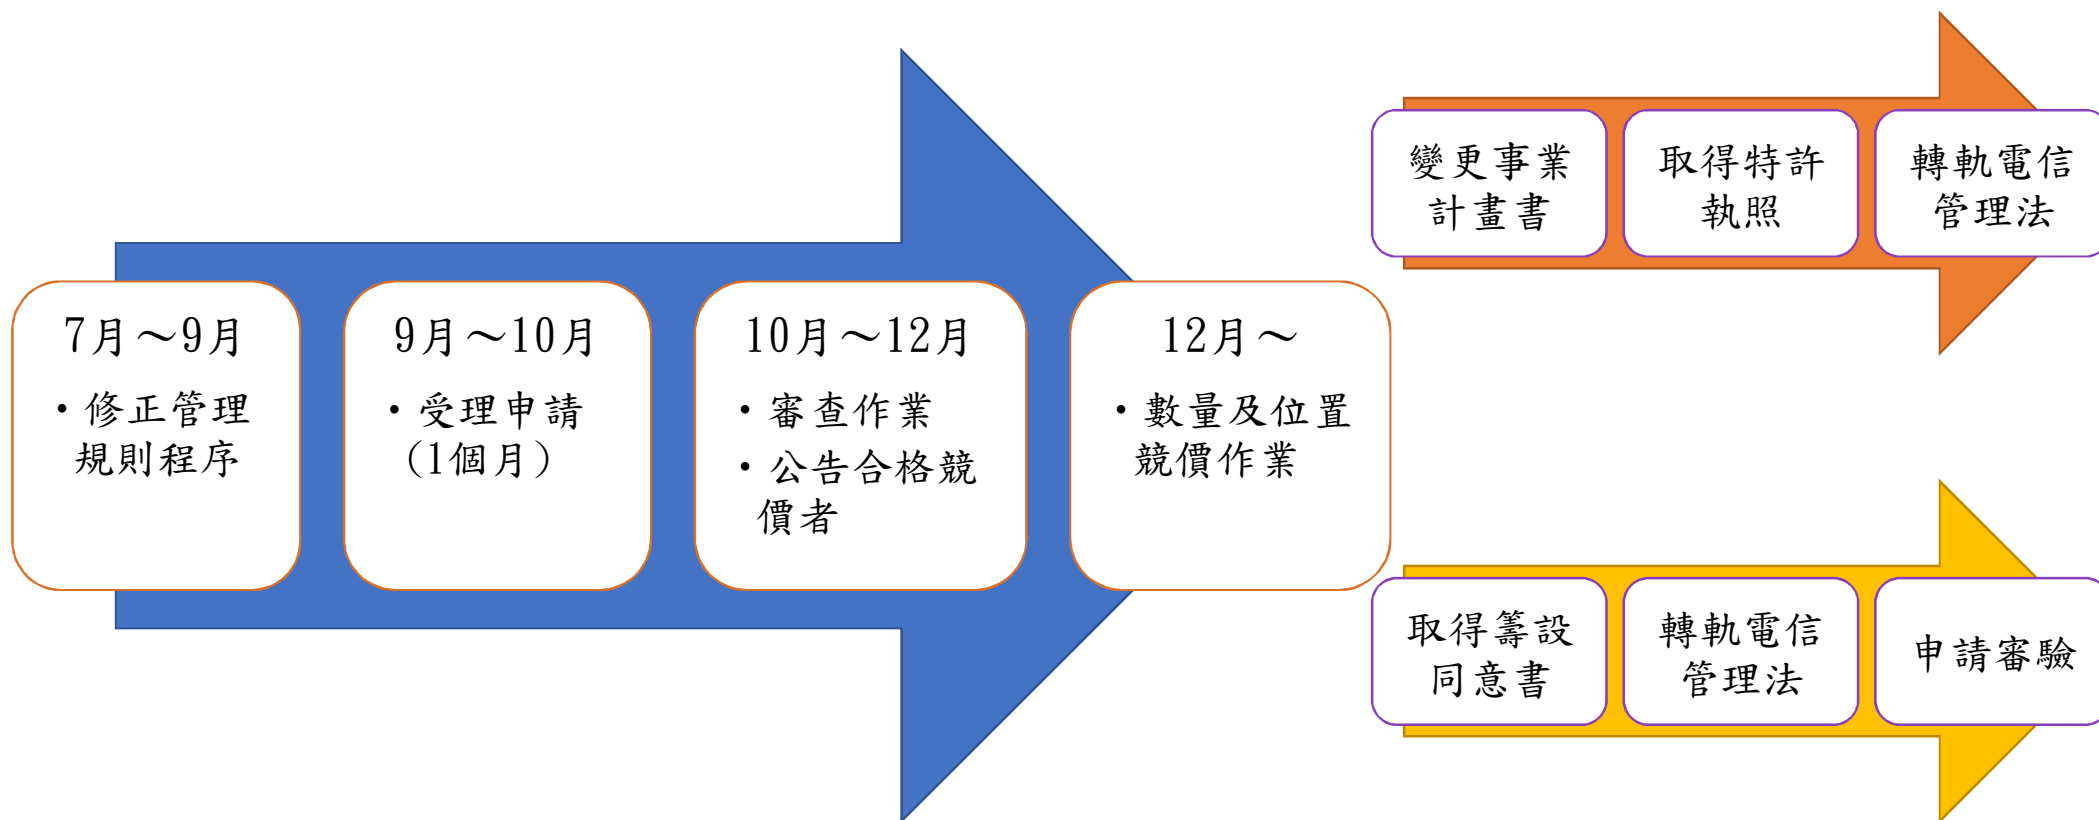 7月～9月
・修正管理
規則程序
9月～10月
・受理申請
(1個月)
10月～12月
・審查作業
・公告合格競
價者
12月～
・數量及位置
競價作業
變更事業
計畫書
取得特許
執照
轉軌電信
管理法
取得籌設
同意書
轉軌電信
管理法
申請審驗